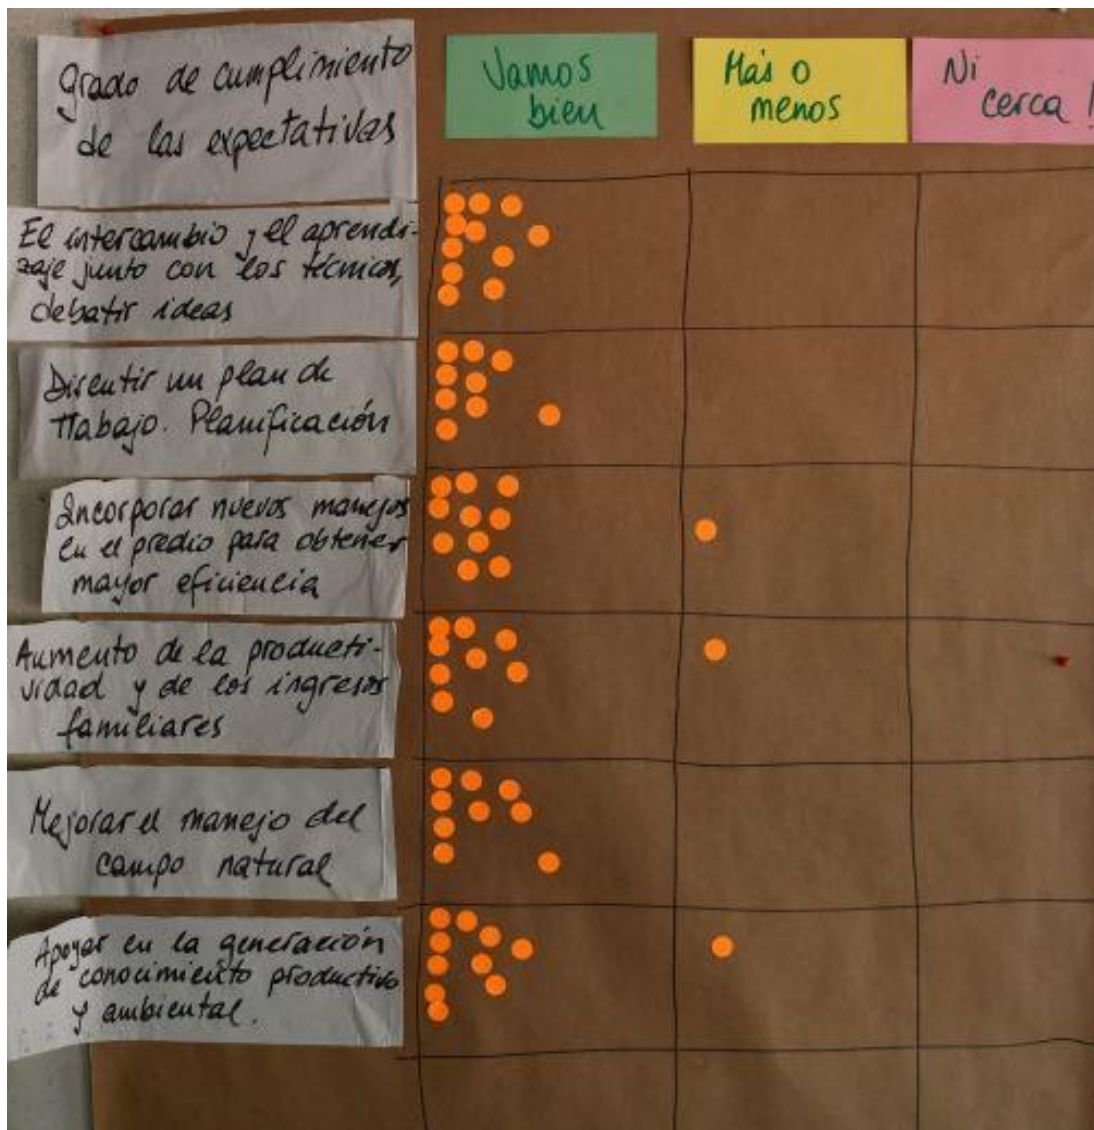 Grado de cumplimiento
de las expectativas
Vamos
bien
Más o
menos
Ni
cerca!
El intercambio y el aprendi-
zaje junto con los técnicos,
debatir ideas
Discutir un plan de
Trabajo. Planificación
Incorporar nuevos manejos
en el predio para obtener
mayor eficiencia
Aumento de la producti-
vidad y de los ingresos
familiares
Mejorar el manejo del
campo natural
Apoyar en la generación
de conocimiento productivo
y ambiental.